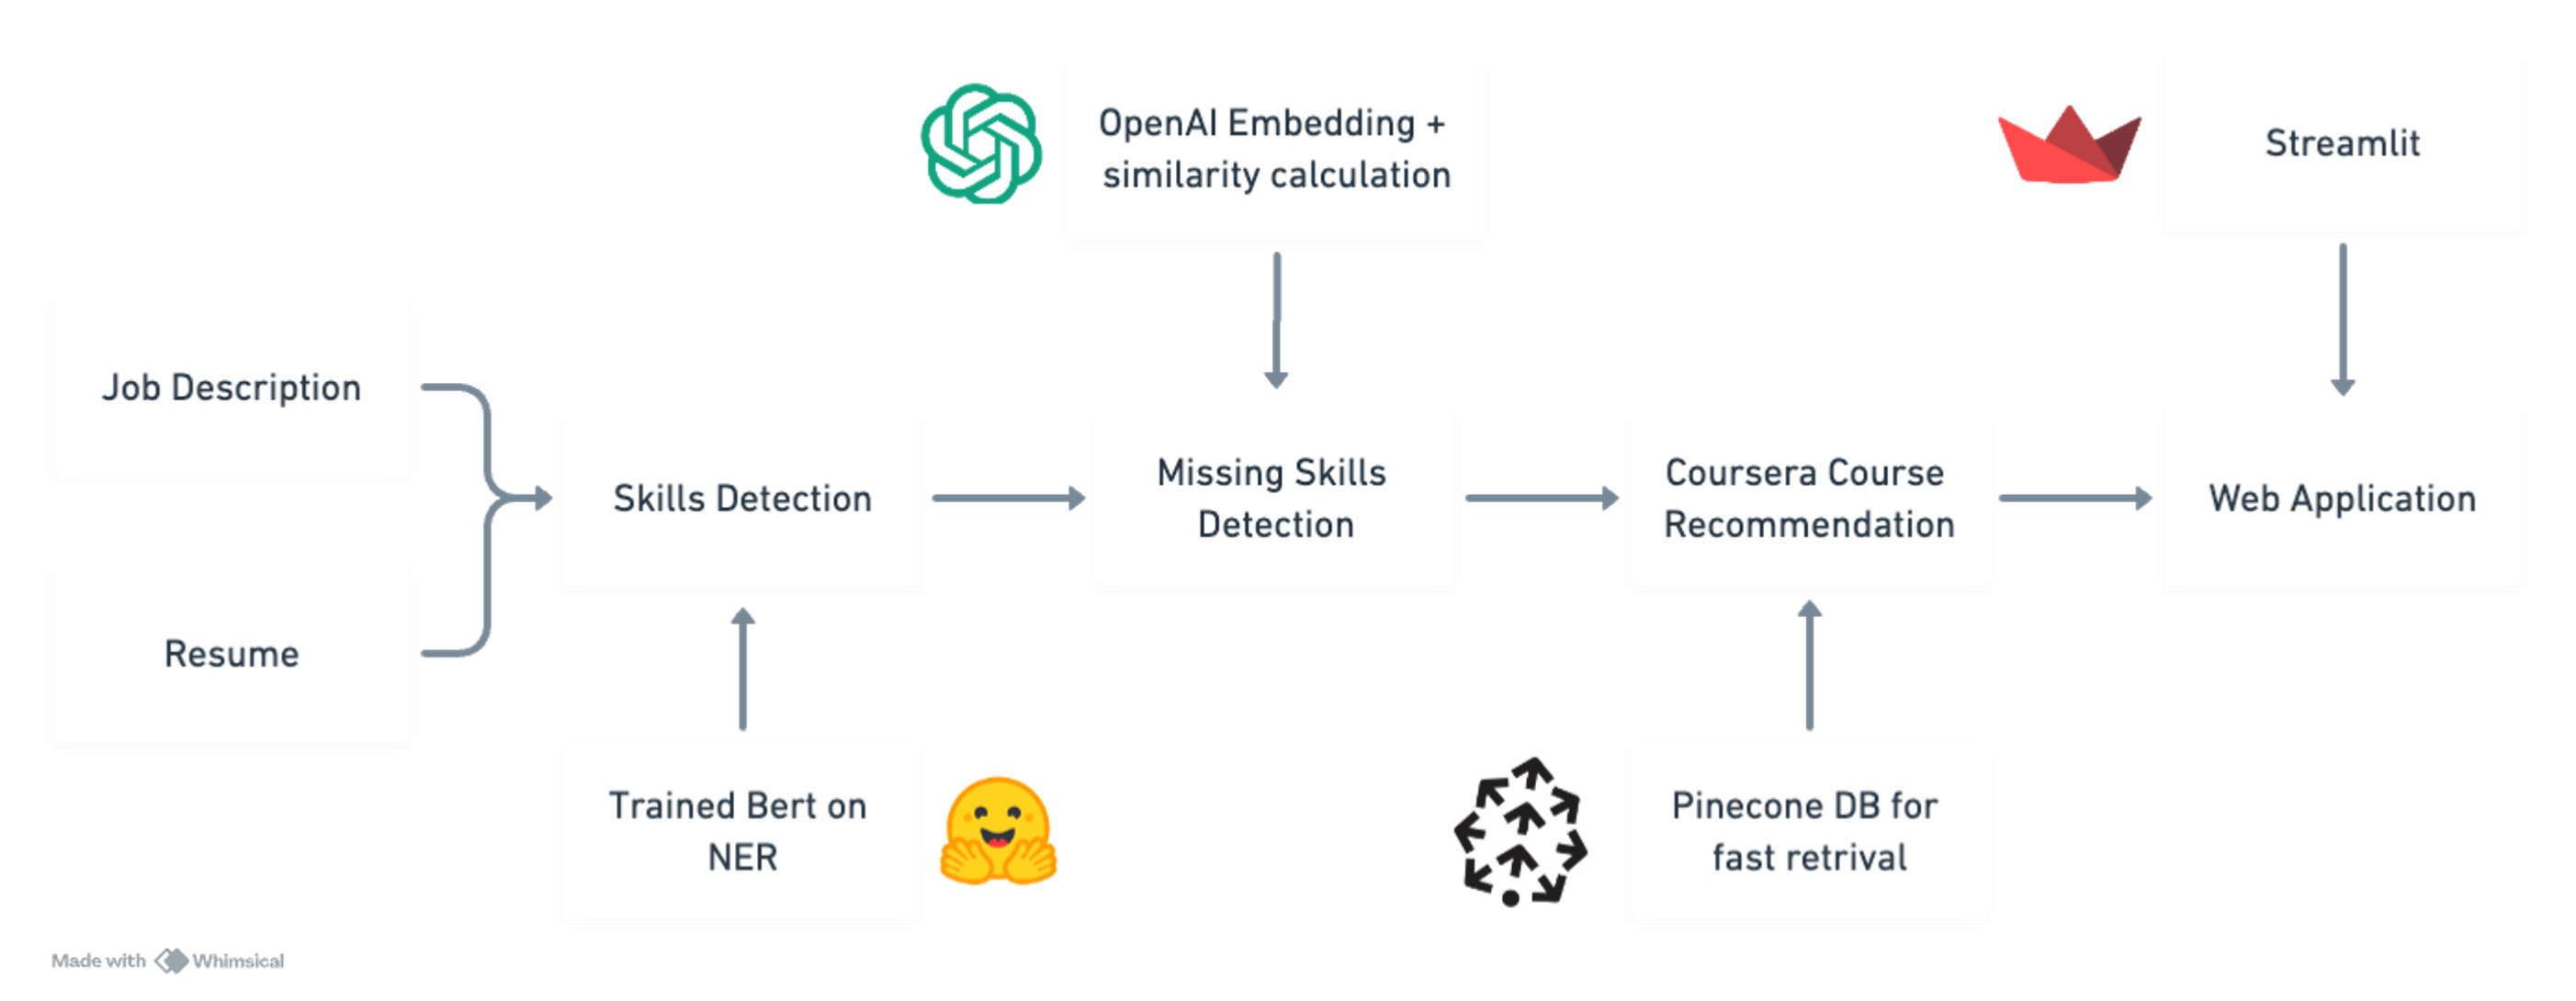 OpenAI Embedding +
similarity calculation
Streamlit
Job Description
Resume
Skills Detection
Missing Skills
Detection
Coursera Course
Recommendation
Web Application
Trained Bert on
NER
Pinecone DB for
fast retrival
Made with Whimsical